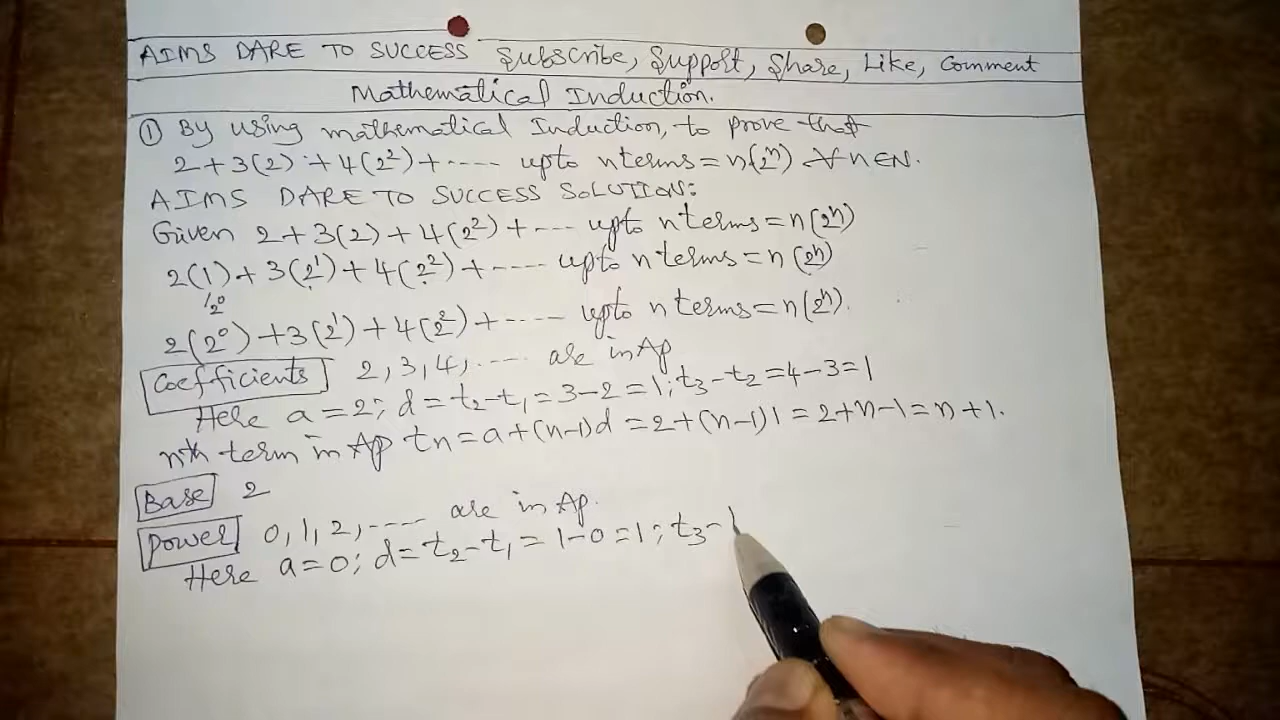 AIMS DARE TO SUCCESS Subscribe, Support, Share, Like, Comment
Mathematical Induction.
① By using mathematical Induction, to prove that
2+3(2)+4(2²)+----- upto n terms = n(2ⁿ) ∀ n∈N.
AIMS DARE TO SUCCESS SOLUTION:
Given 2+3(2)+4(2²)+---- upto n terms = n(2ⁿ)
2(1)+3(2¹)+4(2²)+----- upto n terms = n(2ⁿ)
2⁰
2(2⁰)+3(2¹)+4(2²)+----- upto n terms = n(2ⁿ).
Coefficients 2,3,4,----- are in Ap
Here a=2; d=t₂-t₁=3-2=1; t₃-t₂=4-3=1
nth term in Ap tn=a+(n-1)d=2+(n-1)1=2+n-1=n+1.
Base 2
power 0,1,2,----- are in Ap.
Here a=0; d=t₂-t₁=1-0=1; t₃-